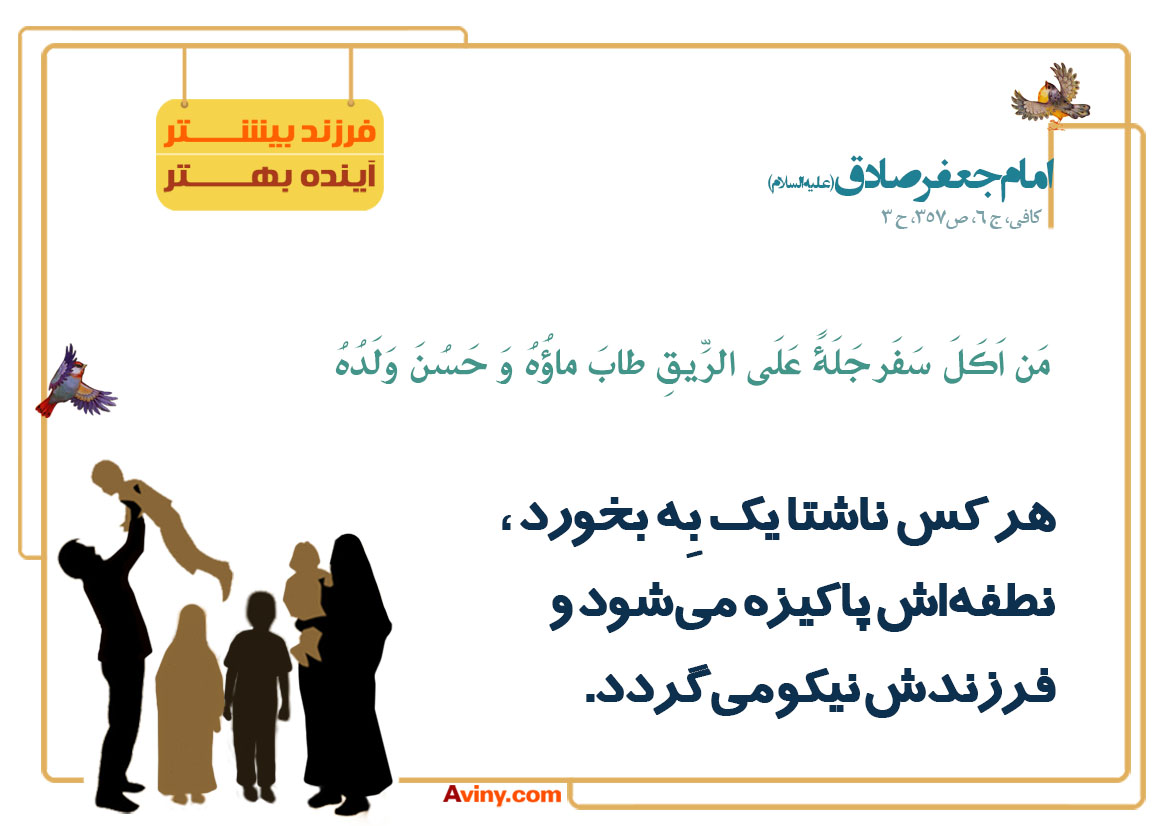 فرزند بیشتر
آینده بهتر
امام جعفر صادق (علیه السلام)
کافی، ج ٦، ص ٣٥٧، ح ٣
مَن اَکَلَ سَفَرجَلَةً عَلَی الرِّیقِ طابَ ماؤُهُ وَ حَسُنَ وَلَدُهُ
هر کس ناشتا یک بِه بخورد ،
نطفه‌اش پاکیزه می‌شود و
فرزندش نیکو می‌گردد.
Aviny.com